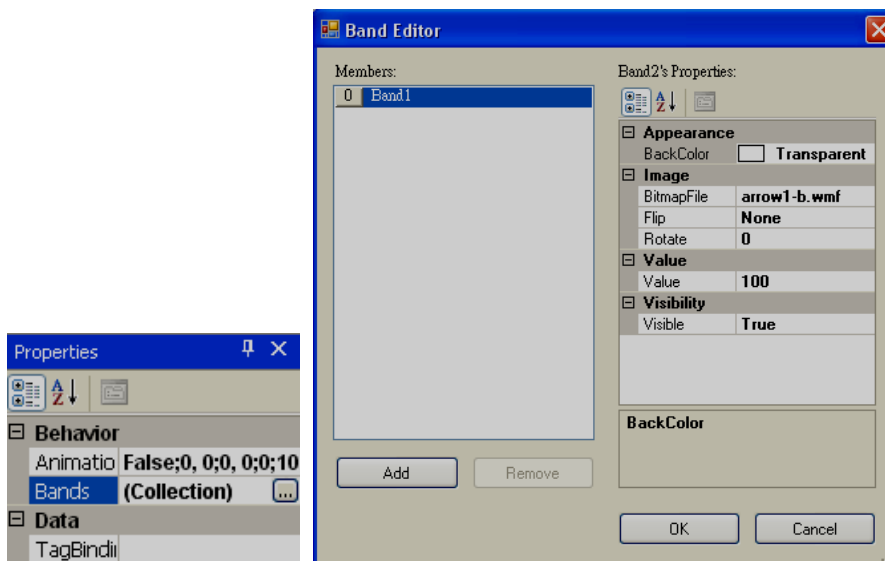 Properties
Behavior
Animatio False;0, 0;0, 0;0;10
Bands (Collection) ...
Data
TagBindi
Band Editor
Members:
0 Band1
Add
Remove
Band2's Properties:
Appearance
BackColor Transparent
Image
BitmapFile arrow1-b.wmf
Flip None
Rotate 0
Value
Value 100
Visibility
Visible True
BackColor
OK
Cancel